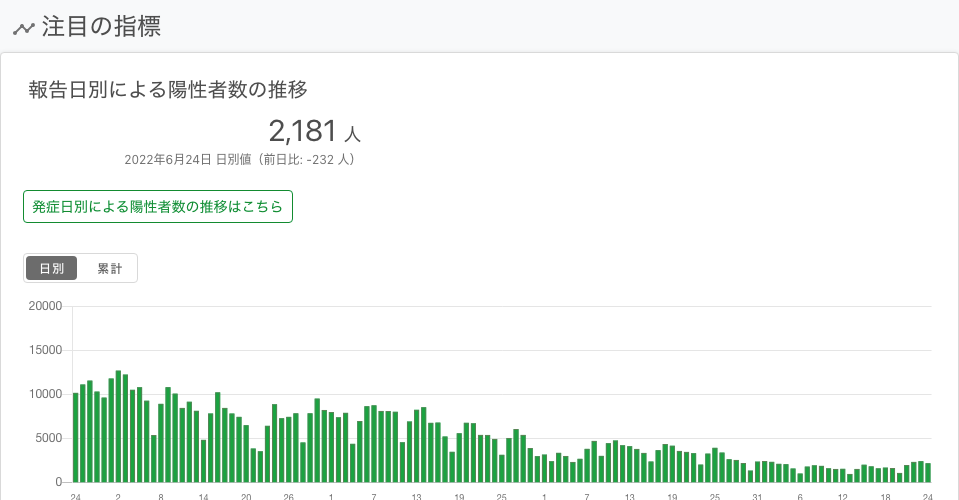 注目の指標
報告日別による陽性者数の推移
2,181 人
2022年6月24日 日別値（前日比: -232 人）
発症日別による陽性者数の推移はこちら
日別 累計
20000
15000
10000
5000
0
24 2 8 14 20 26 1 7 13 19 25 1 7 13 19 25 31 6 12 18 24